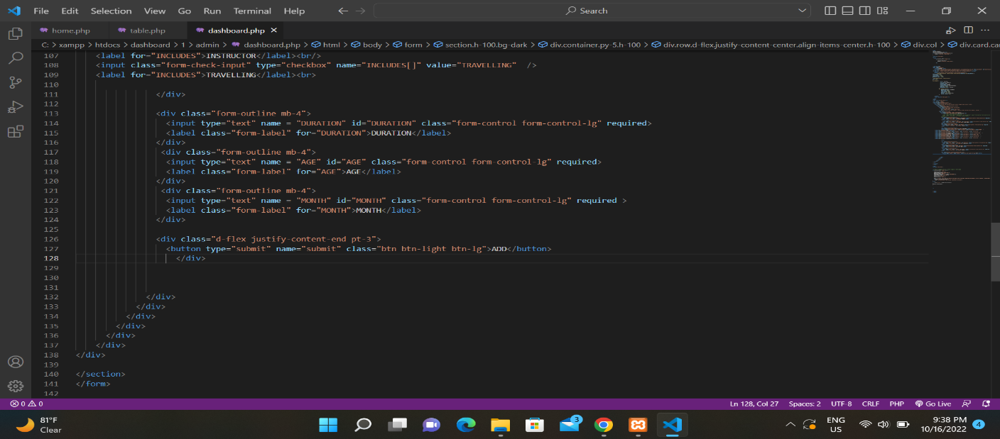 File Edit Selection View Go Run Terminal Help Search
home.php table.php dashboard.php
C: > xampp > htdocs > dashboard > 1 > admin > dashboard.php > html > body > form > section.h-100.bg-dark > div.container.py-5.h-100 > div.row.d-flex.justify-content-center.align-items-center.h-100 > div.col > div.card.car
107 <label for="INCLUDES">INSTRUCTOR</label><br/>
108 <input class="form-check-input" type="checkbox" name="INCLUDES[]" value="TRAVELLING"  />
109 <label for="INCLUDES">TRAVELLING</label><br>
110
111 </div>
112
113 <div class="form-outline mb-4">
114 <input type="text" name = "DURATION" id="DURATION" class="form-control form-control-lg" required>
115 <label class="form-label" for="DURATION">DURATION</label>
116 </div>
117 <div class="form-outline mb-4">
118 <input type="text" name = "AGE" id="AGE" class="form-control form-control-lg" required>
119 <label class="form-label" for="AGE">AGE</label>
120 </div>
121 <div class="form-outline mb-4">
122 <input type="text" name = "MONTH" id="MONTH" class="form-control form-control-lg" required >
123 <label class="form-label" for="MONTH">MONTH</label>
124 </div>
125
126 <div class="d-flex justify-content-end pt-3">
127 <button type="submit" name="submit" class="btn btn-light btn-lg">ADD</button>
128 </div>
129
130
131
132 </div>
133 </div>
134 </div>
135 </div>
136 </div>
137 </div>
138 </div>
139
140 </section>
141 </form>
142
0 0 Ln 128, Col 27 Spaces: 2 UTF-8 CRLF PHP Go Live
81°F
Clear
3
ENG
US
9:38 PM
10/16/2022
4